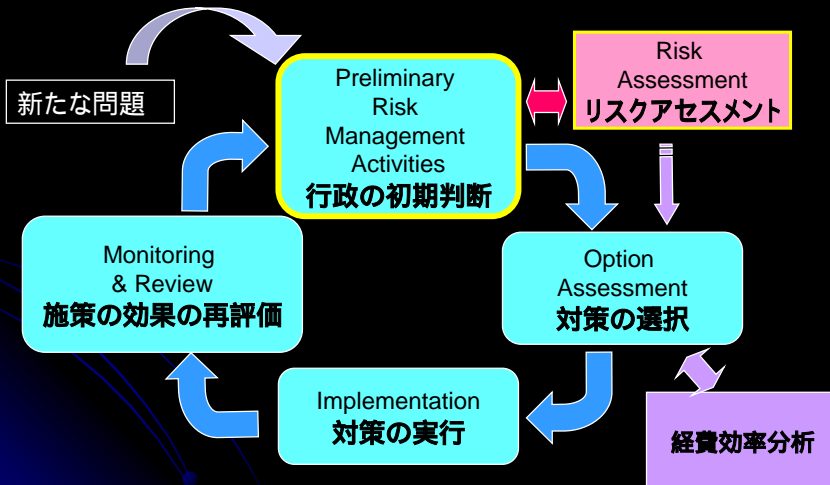 新たな問題
Preliminary
Risk
Management
Activities
行政の初期判断
Risk
Assessment
リスクアセスメント
Option
Assessment
対策の選択
経費効率分析
Implementation
対策の実行
Monitoring
& Review
施策の効果の再評価